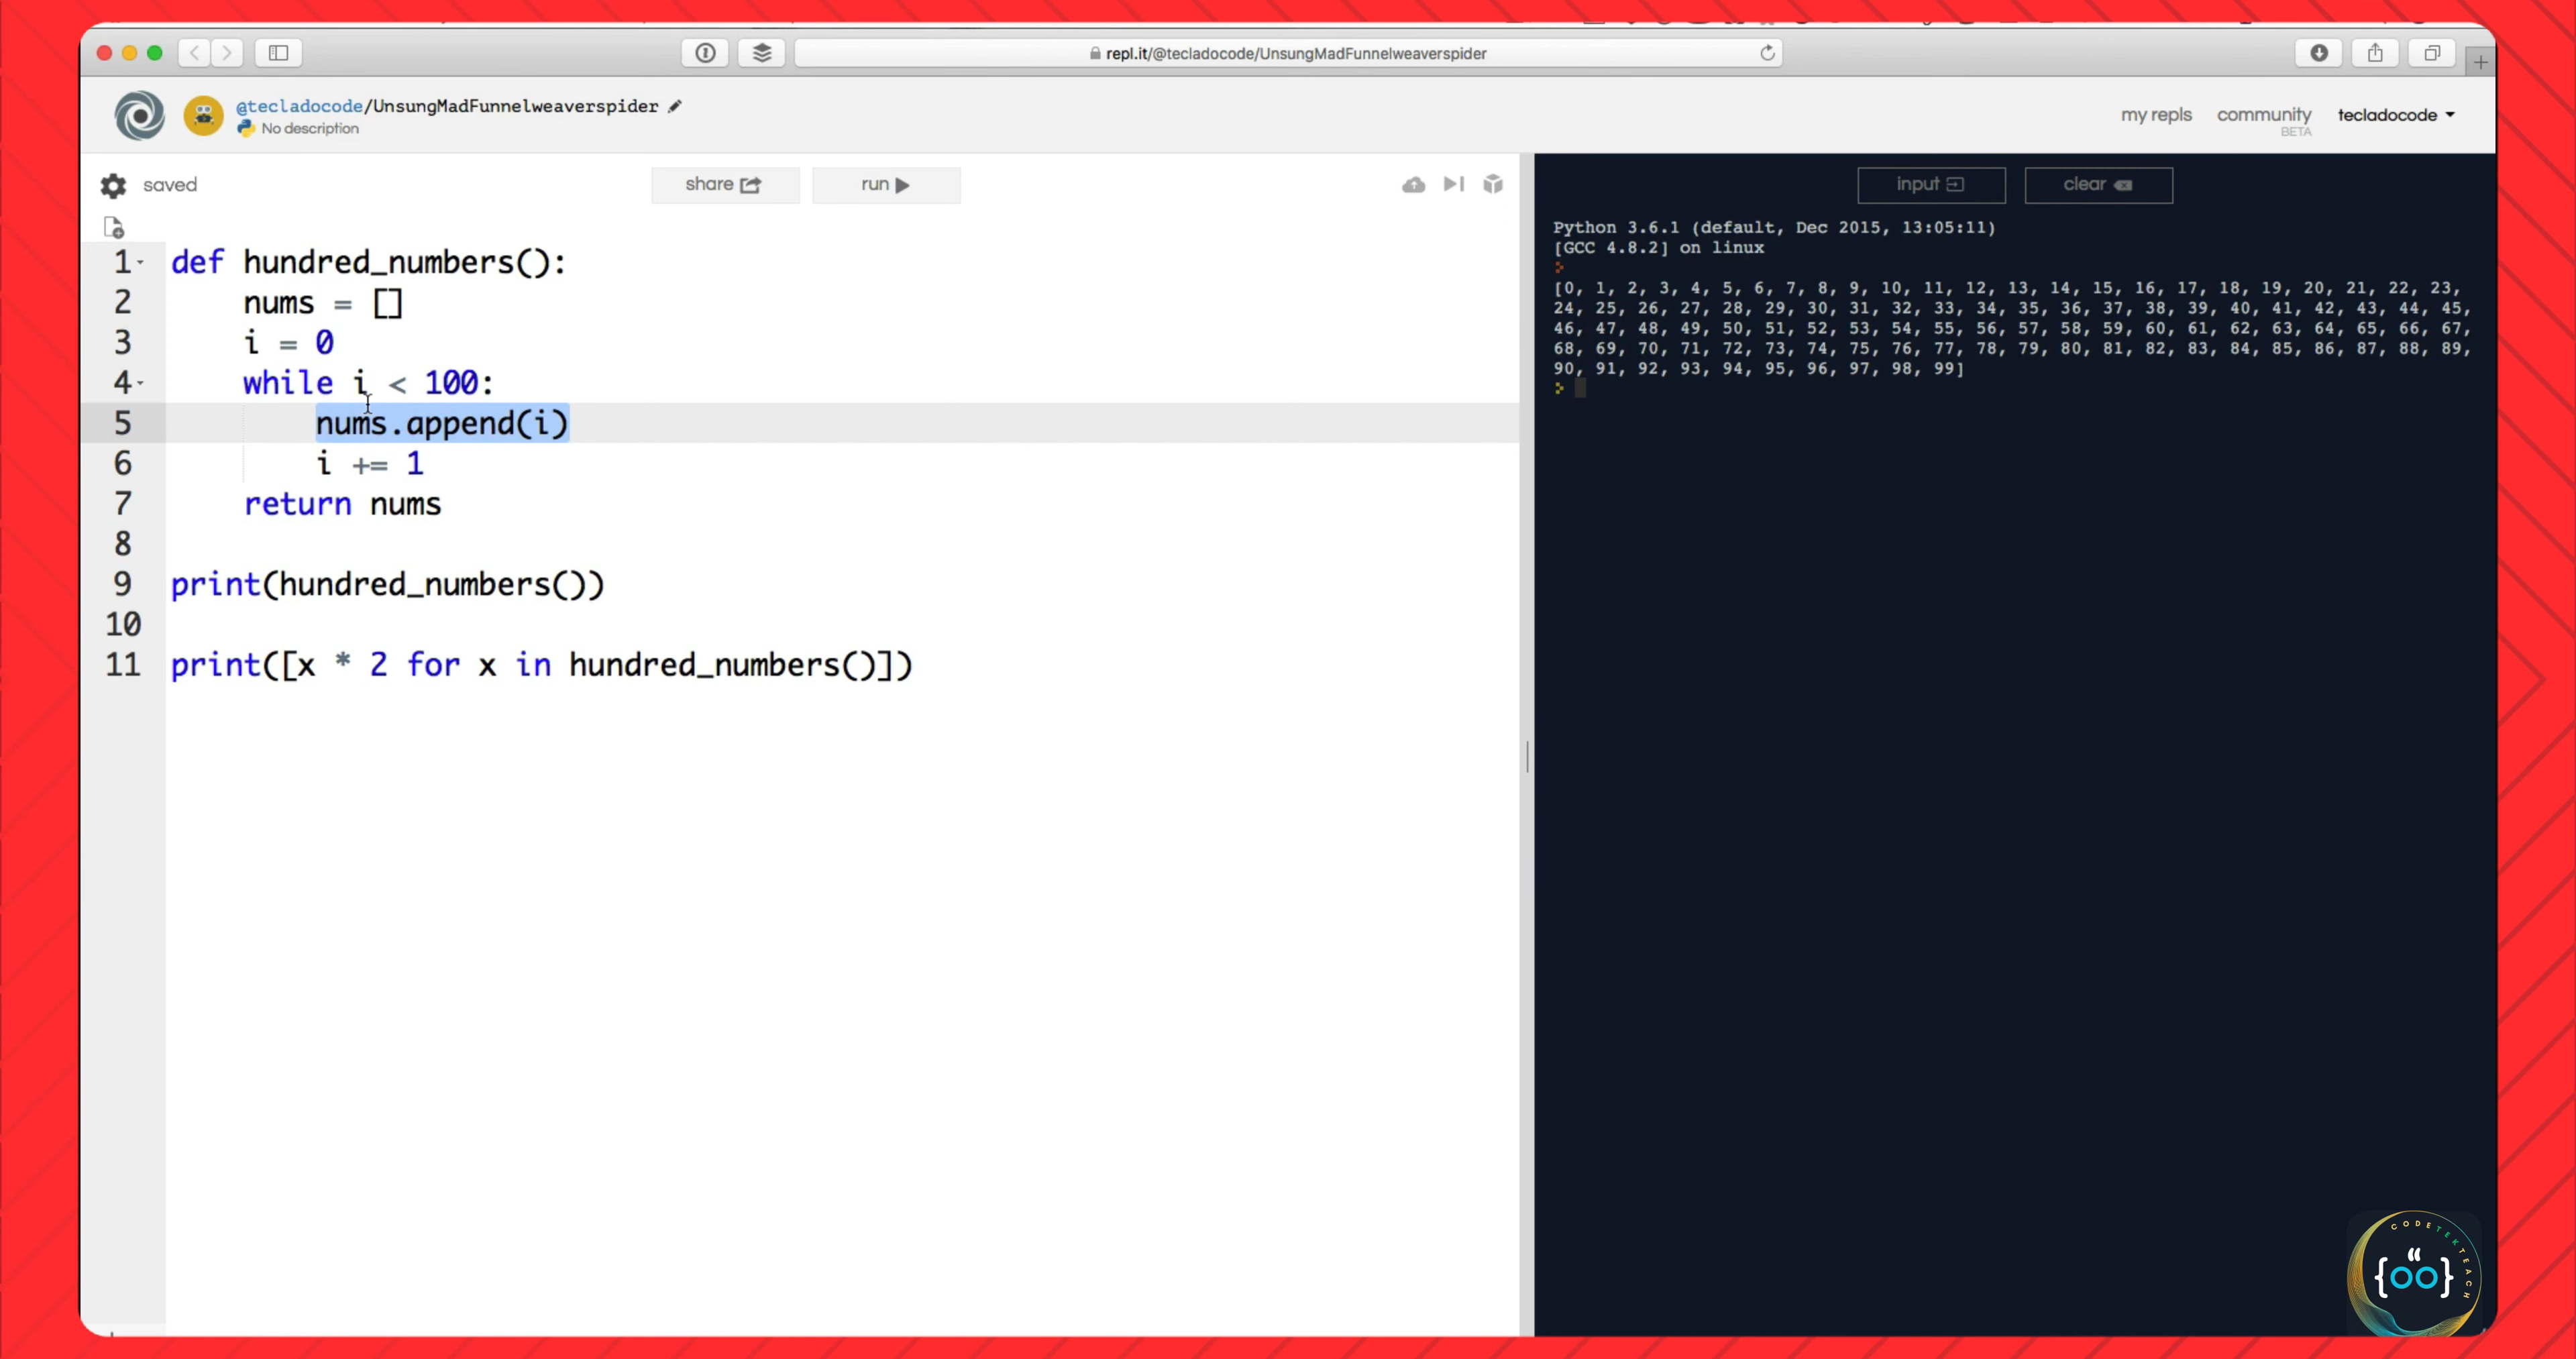 repl.it/@tecladocode/UnsungMadFunnelweaverspider
@tecladocode/UnsungMadFunnelweaverspider
No description
my repls community tecladocode
BETA
saved
share
run
input
clear
1 def hundred_numbers():
2 nums = []
3 i = 0
4 while i < 100:
5 nums.append(i)
6 i += 1
7 return nums
8
9 print(hundred_numbers())
10
11 print([x * 2 for x in hundred_numbers()])
Python 3.6.1 (default, Dec 2015, 13:05:11)
[GCC 4.8.2] on linux
[0, 1, 2, 3, 4, 5, 6, 7, 8, 9, 10, 11, 12, 13, 14, 15, 16, 17, 18, 19, 20, 21, 22, 23,
24, 25, 26, 27, 28, 29, 30, 31, 32, 33, 34, 35, 36, 37, 38, 39, 40, 41, 42, 43, 44, 45,
46, 47, 48, 49, 50, 51, 52, 53, 54, 55, 56, 57, 58, 59, 60, 61, 62, 63, 64, 65, 66, 67,
68, 69, 70, 71, 72, 73, 74, 75, 76, 77, 78, 79, 80, 81, 82, 83, 84, 85, 86, 87, 88, 89,
90, 91, 92, 93, 94, 95, 96, 97, 98, 99]
CODETEKTEACH